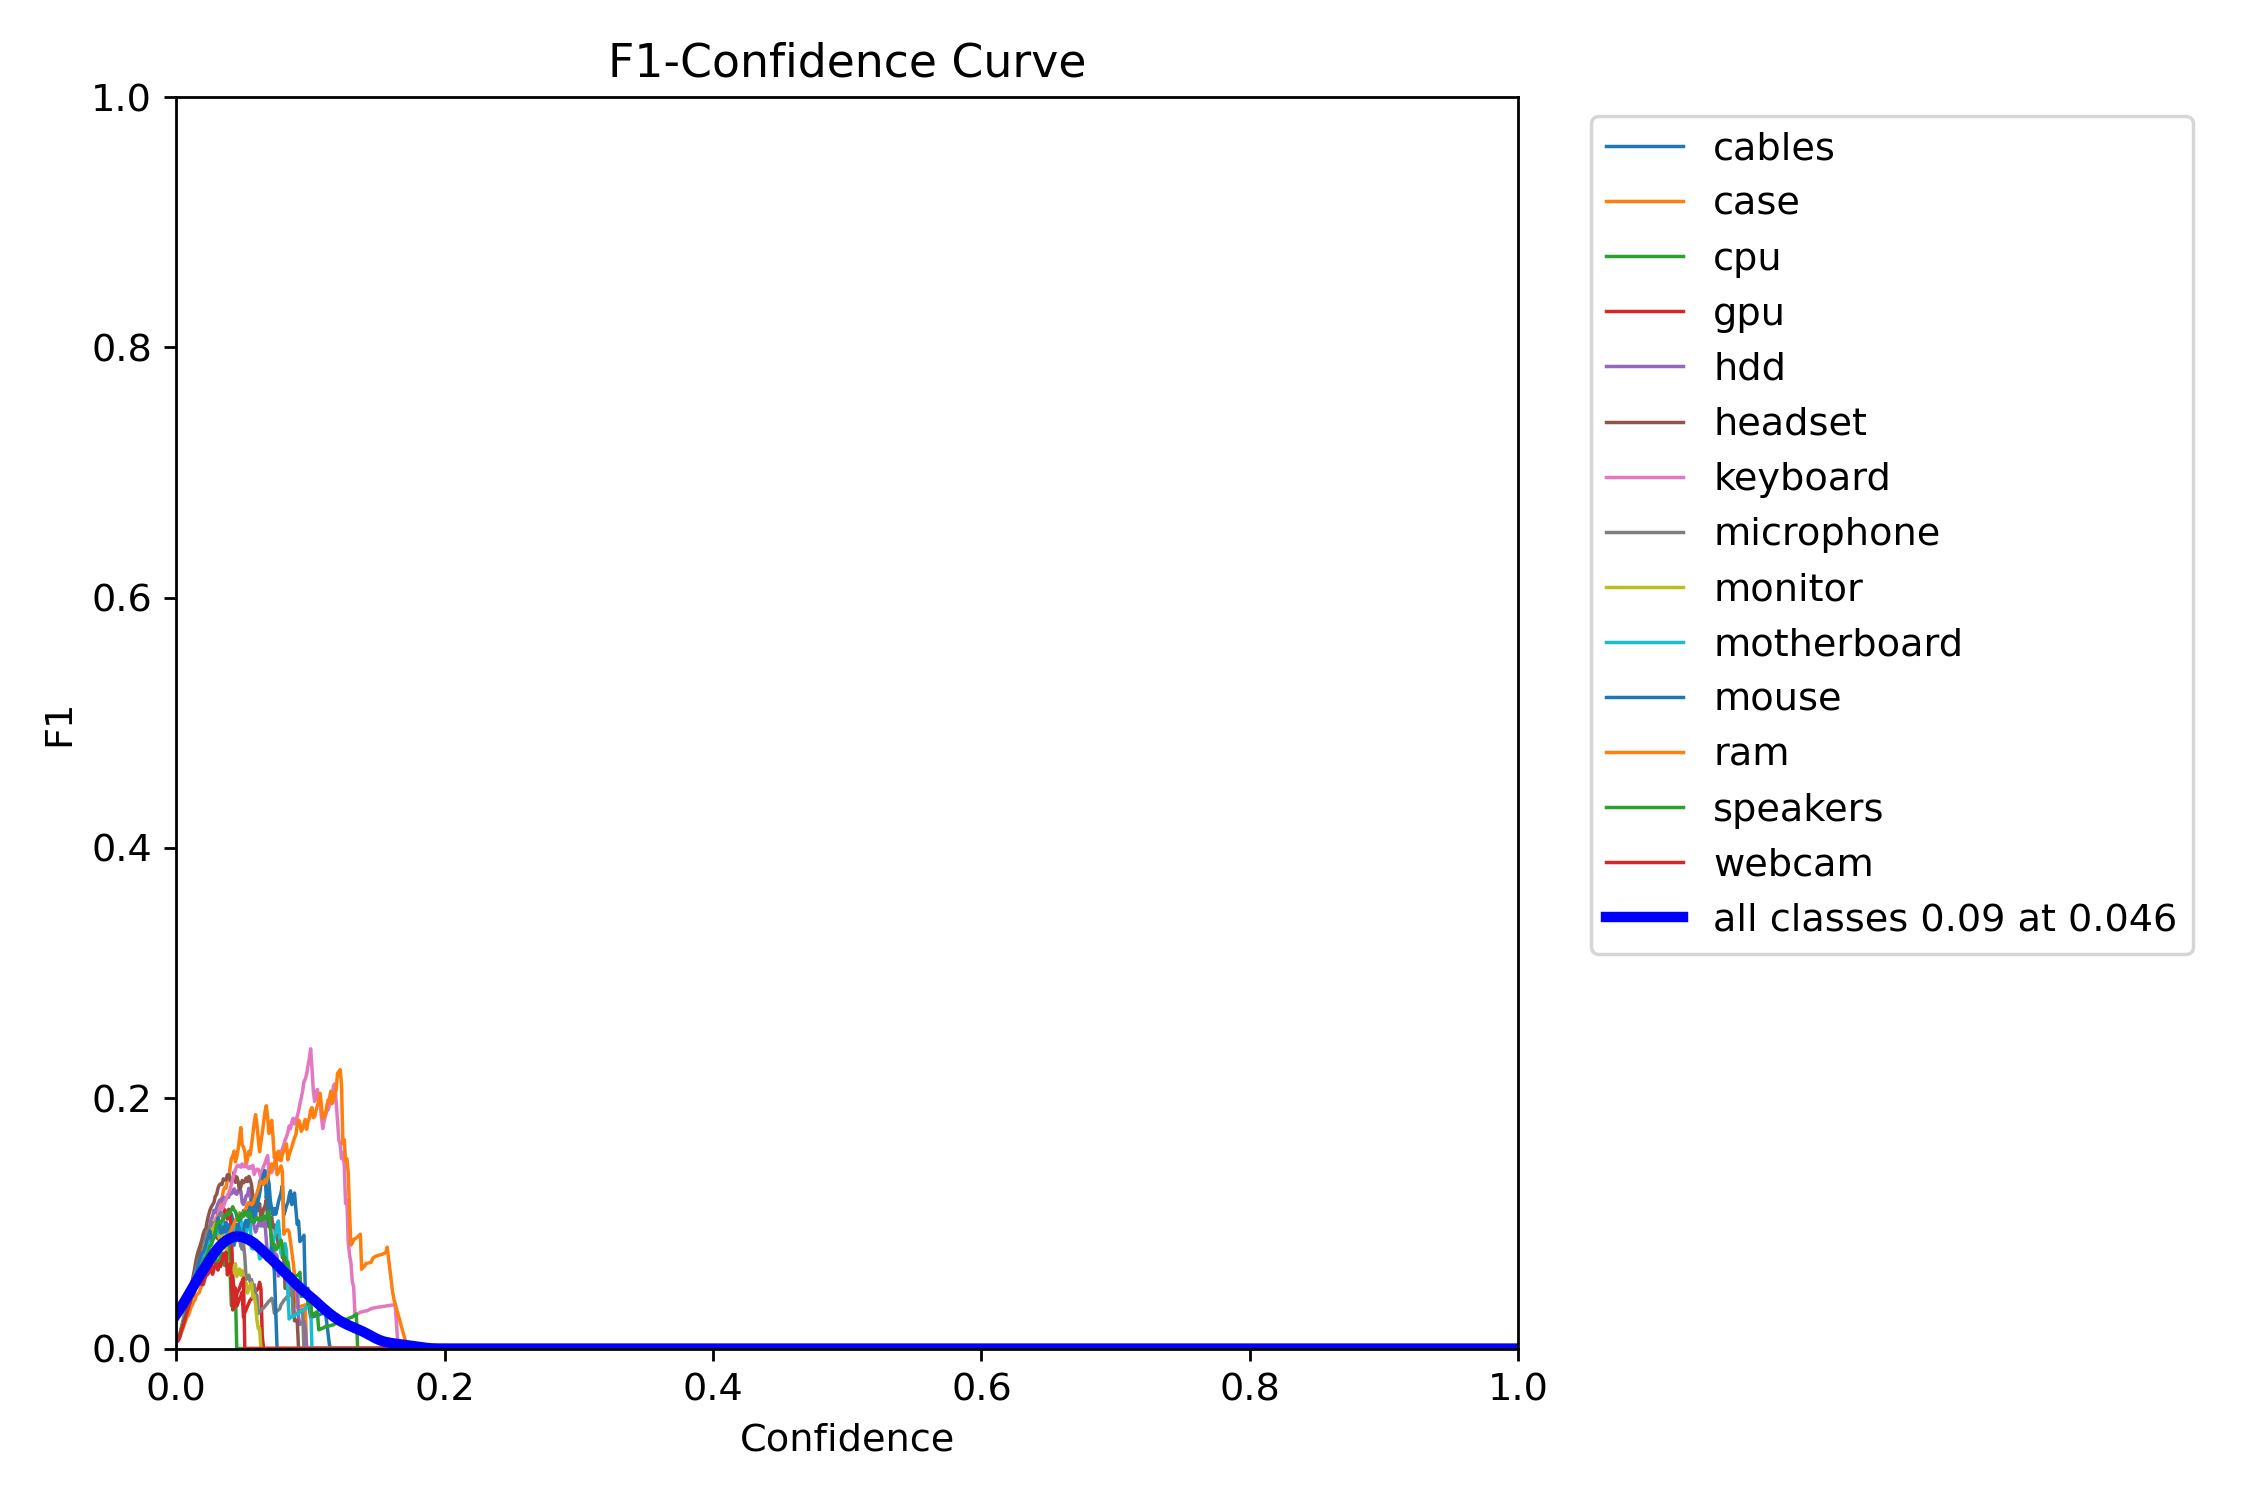 F1-Confidence Curve
1.0
0.8
0.6
0.4
0.2
0.0
F1
0.0 0.2 0.4 0.6 0.8 1.0
Confidence
cables
case
cpu
gpu
hdd
headset
keyboard
microphone
monitor
motherboard
mouse
ram
speakers
webcam
all classes 0.09 at 0.046